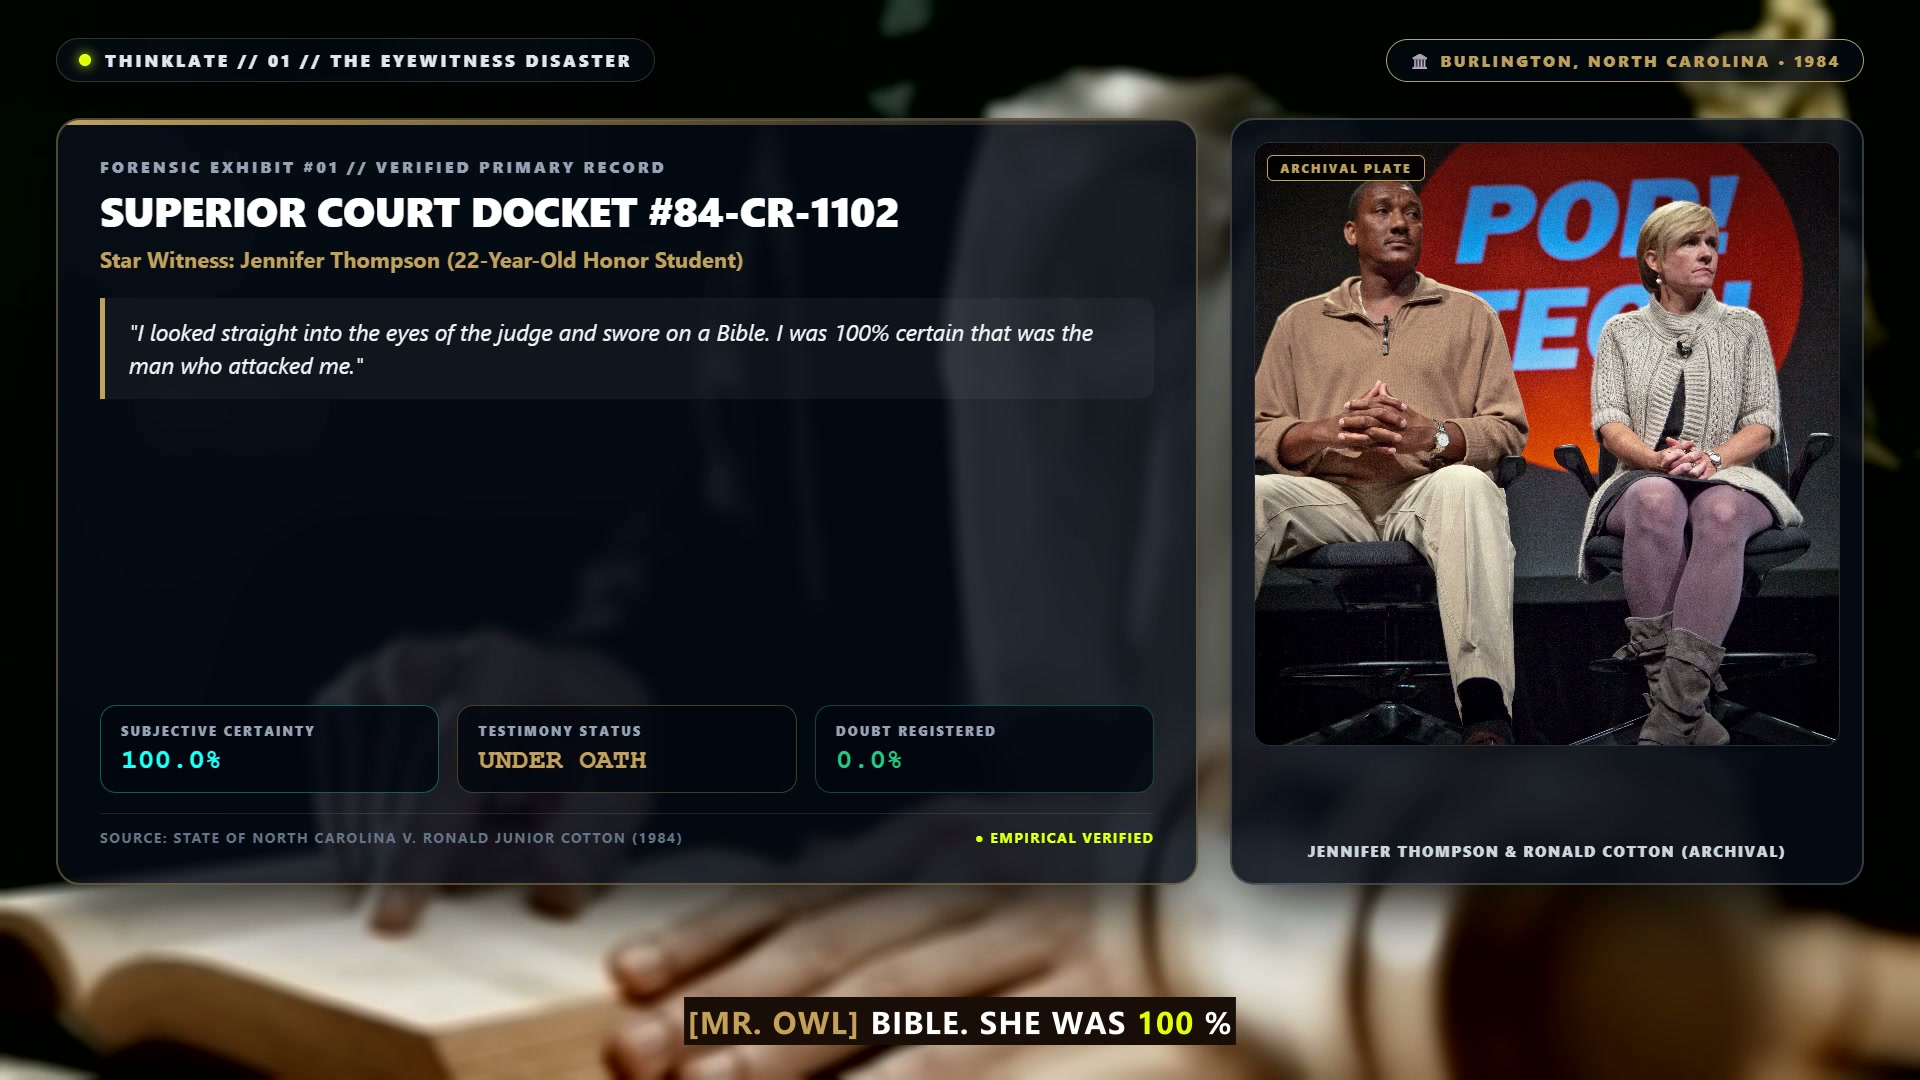 THINKLATE // 01 // THE EYEWITNESS DISASTER
BURLINGTON, NORTH CAROLINA • 1984
FORENSIC EXHIBIT #01 // VERIFIED PRIMARY RECORD
SUPERIOR COURT DOCKET #84-CR-1102
Star Witness: Jennifer Thompson (22-Year-Old Honor Student)
"I looked straight into the eyes of the judge and swore on a Bible. I was 100% certain that was the
man who attacked me."
SUBJECTIVE CERTAINTY
100.0%
TESTIMONY STATUS
UNDER OATH
DOUBT REGISTERED
0.0%
SOURCE: STATE OF NORTH CAROLINA V. RONALD JUNIOR COTTON (1984)
• EMPIRICAL VERIFIED
ARCHIVAL PLATE
POP!
TECH!
JENNIFER THOMPSON & RONALD COTTON (ARCHIVAL)
[MR. OWL] BIBLE. SHE WAS 100 %